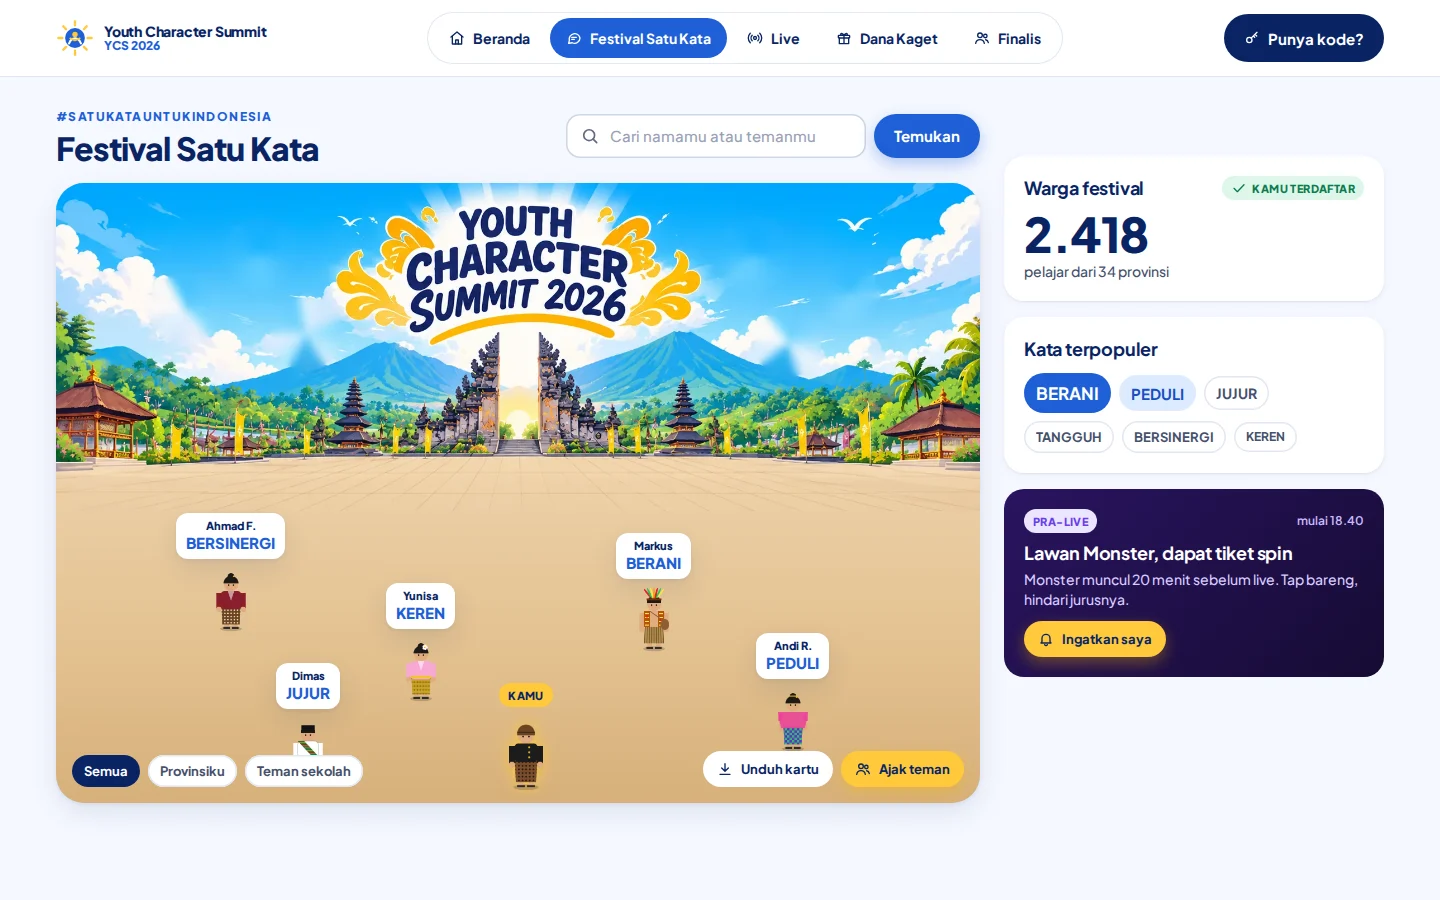 Youth Character Summit
YCS 2026
Beranda
Festival Satu Kata
Live
Dana Kaget
Finalis
Punya kode?
#SATUKATAUNTUKINDONESIA
Festival Satu Kata
Cari namamu atau temanmu
Temukan
YOUTH
CHARACTER
SUMMIT 2026
Ahmad F.
BERSINERGI
Markus
BERANI
Yunisa
KEREN
Andi R.
PEDULI
Dimas
JUJUR
KAMU
Semua
Provinsiku
Teman sekolah
Unduh kartu
Ajak teman
Warga festival
KAMU TERDAFTAR
2.418
pelajar dari 34 provinsi
Kata terpopuler
BERANI
PEDULI
JUJUR
TANGGUH
BERSINERGI
KEREN
PRA-LIVE
mulai 18.40
Lawan Monster, dapat tiket spin
Monster muncul 20 menit sebelum live. Tap bareng,
hindari jurusnya.
Ingatkan saya